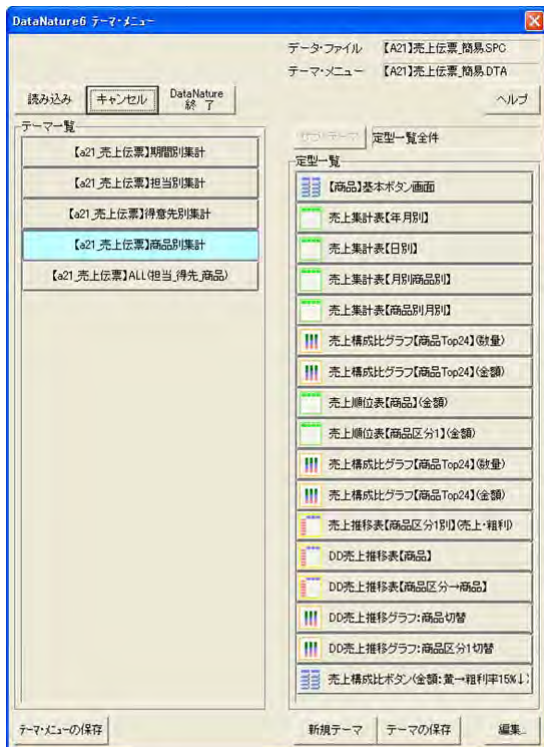 DataNature6 テーマ・メニュー
データ・ファイル 【A21】売上伝票_簡易.SPC
テーマ・メニュー 【A21】売上伝票_簡易.DTA
読み込み
キャンセル
DataNature
終 了
ヘルプ
テーマ一覧
【a21_売上伝票】期間別集計
【a21_売上伝票】担当別集計
【a21_売上伝票】得意先別集計
【a21_売上伝票】商品別集計
【a21_売上伝票】ALL(担当_得先_商品)
定型一覧全件
定型一覧
【商品】基本ボタン画面
売上集計表【年月別】
売上集計表【日別】
売上集計表【月別商品別】
売上集計表【商品別月別】
売上構成比グラフ【商品Top24】(数量)
売上構成比グラフ【商品Top24】(金額)
売上順位表【商品】(金額)
売上順位表【商品区分1】(金額)
売上構成比グラフ【商品Top24】(数量)
売上構成比グラフ【商品Top24】(金額)
売上推移表【商品区分1別】(売上・粗利)
DD売上推移表【商品】
DD売上推移表【商品区分→商品】
DD売上推移グラフ:商品切替
DD売上推移グラフ:商品区分1切替
売上構成比ボタン(金額:黄→粗利率15%↓)
テーマ・メニューの保存
新規テーマ
テーマの保存
編集...